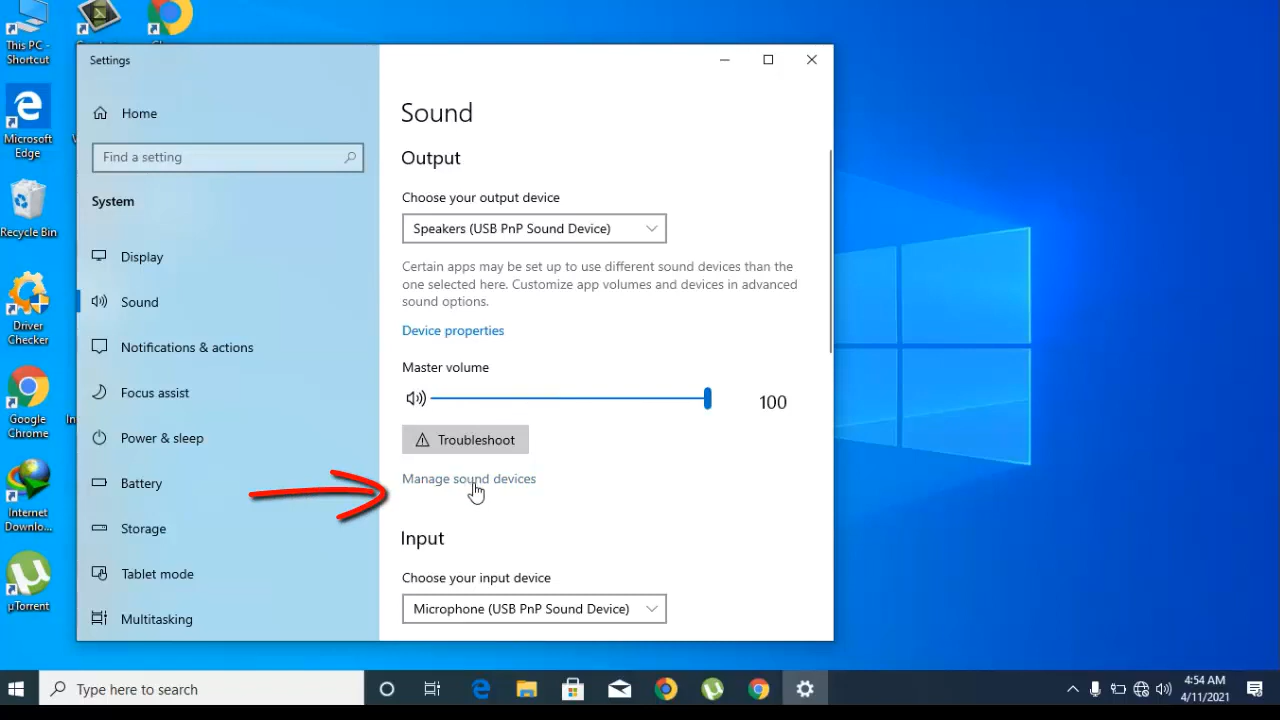 This PC -
Shortcut
Microsoft
Edge
Recycle Bin
Driver
Checker
Google
Chrome
Internet
Downlo...
µTorrent
Settings
Home
Find a setting
System
Display
Sound
Notifications & actions
Focus assist
Power & sleep
Battery
Storage
Tablet mode
Multitasking
Sound
Output
Choose your output device
Speakers (USB PnP Sound Device)
Certain apps may be set up to use different sound devices than the
one selected here. Customize app volumes and devices in advanced
sound options.
Device properties
Master volume
100
Troubleshoot
Manage sound devices
Input
Choose your input device
Microphone (USB PnP Sound Device)
Type here to search
4:54 AM
4/11/2021